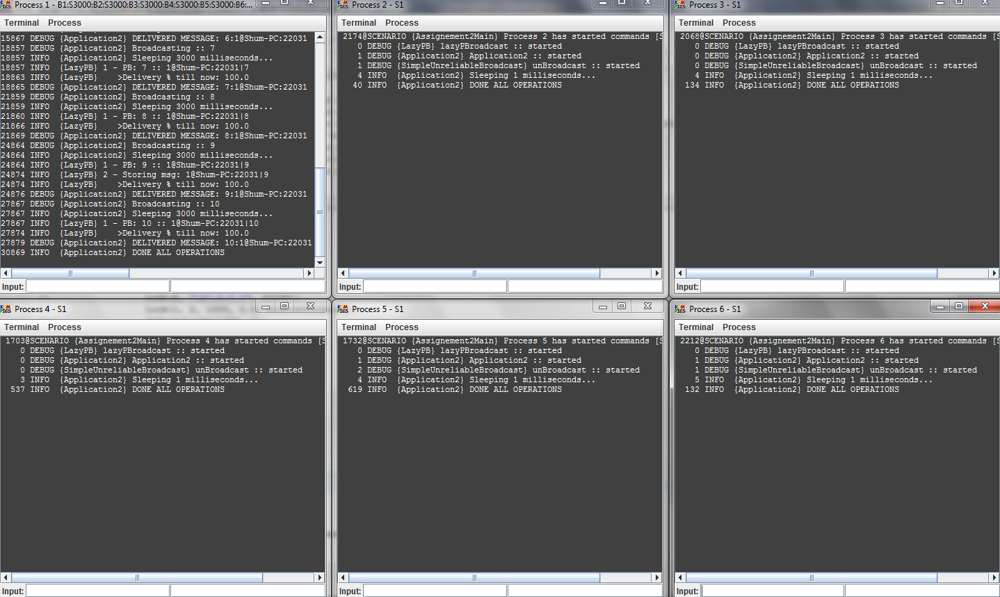 Process 1 - B1:S3000:B2:S3000:B3:S3000:B4:S3000:B5:S3000:B6:...
Terminal Process
15867 DEBUG {Application2} DELIVERED MESSAGE: 6:1@Shum-PC:22031
18857 DEBUG {Application2} Broadcasting :: 7
18857 INFO {Application2} Sleeping 3000 milliseconds...
18857 INFO {LazyPB} 1 - PB: 7 :: 1@Shum-PC:22031|7
18863 INFO {LazyPB} >Delivery % till now: 100.0
18865 DEBUG {Application2} DELIVERED MESSAGE: 7:1@Shum-PC:22031
21859 DEBUG {Application2} Broadcasting :: 8
21859 INFO {Application2} Sleeping 3000 milliseconds...
21860 INFO {LazyPB} 1 - PB: 8 :: 1@Shum-PC:22031|8
21866 INFO {LazyPB} >Delivery % till now: 100.0
21869 DEBUG {Application2} DELIVERED MESSAGE: 8:1@Shum-PC:22031
24864 DEBUG {Application2} Broadcasting :: 9
24864 INFO {Application2} Sleeping 3000 milliseconds...
24864 INFO {LazyPB} 1 - PB: 9 :: 1@Shum-PC:22031|9
24874 INFO {LazyPB} 2 - Storing msg: 1@Shum-PC:22031|9
24874 INFO {LazyPB} >Delivery % till now: 100.0
24876 DEBUG {Application2} DELIVERED MESSAGE: 9:1@Shum-PC:22031
27867 DEBUG {Application2} Broadcasting :: 10
27867 INFO {Application2} Sleeping 3000 milliseconds...
27867 INFO {LazyPB} 1 - PB: 10 :: 1@Shum-PC:22031|10
27874 INFO {LazyPB} >Delivery % till now: 100.0
27879 DEBUG {Application2} DELIVERED MESSAGE: 10:1@Shum-PC:22031
30869 INFO {Application2} DONE ALL OPERATIONS
Input:
Process 2 - S1
Terminal Process
2174@SCENARIO {Assignement2Main} Process 2 has started commands [S
0 DEBUG {LazyPB} lazyPBroadcast :: started
1 DEBUG {Application2} Application2 :: started
1 DEBUG {SimpleUnreliableBroadcast} unBroadcast :: started
4 INFO {Application2} Sleeping 1 milliseconds...
40 INFO {Application2} DONE ALL OPERATIONS
Input:
Process 3 - S1
Terminal Process
2068@SCENARIO {Assignement2Main} Process 3 has started commands [S
0 DEBUG {LazyPB} lazyPBroadcast :: started
0 DEBUG {Application2} Application2 :: started
0 DEBUG {SimpleUnreliableBroadcast} unBroadcast :: started
4 INFO {Application2} Sleeping 1 milliseconds...
134 INFO {Application2} DONE ALL OPERATIONS
Input:
Process 4 - S1
Terminal Process
1703@SCENARIO {Assignement2Main} Process 4 has started commands [S
0 DEBUG {LazyPB} lazyPBroadcast :: started
0 DEBUG {Application2} Application2 :: started
0 DEBUG {SimpleUnreliableBroadcast} unBroadcast :: started
3 INFO {Application2} Sleeping 1 milliseconds...
537 INFO {Application2} DONE ALL OPERATIONS
Input:
Process 5 - S1
Terminal Process
1732@SCENARIO {Assignement2Main} Process 5 has started commands [S
0 DEBUG {LazyPB} lazyPBroadcast :: started
1 DEBUG {Application2} Application2 :: started
2 DEBUG {SimpleUnreliableBroadcast} unBroadcast :: started
4 INFO {Application2} Sleeping 1 milliseconds...
619 INFO {Application2} DONE ALL OPERATIONS
Input:
Process 6 - S1
Terminal Process
2212@SCENARIO {Assignement2Main} Process 6 has started commands [S
0 DEBUG {LazyPB} lazyPBroadcast :: started
1 DEBUG {Application2} Application2 :: started
1 DEBUG {SimpleUnreliableBroadcast} unBroadcast :: started
5 INFO {Application2} Sleeping 1 milliseconds...
132 INFO {Application2} DONE ALL OPERATIONS
Input: